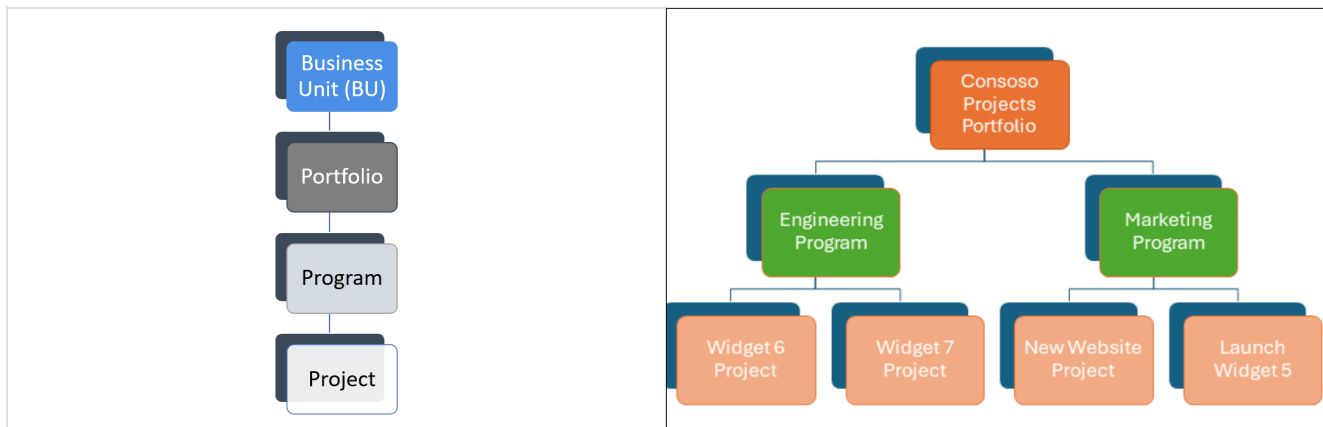 Business
Unit (BU)
Portfolio
Program
Project
Consoso
Projects
Portfolio
Engineering
Program
Marketing
Program
Widget 6
Project
Widget 7
Project
New Website
Project
Launch
Widget 5